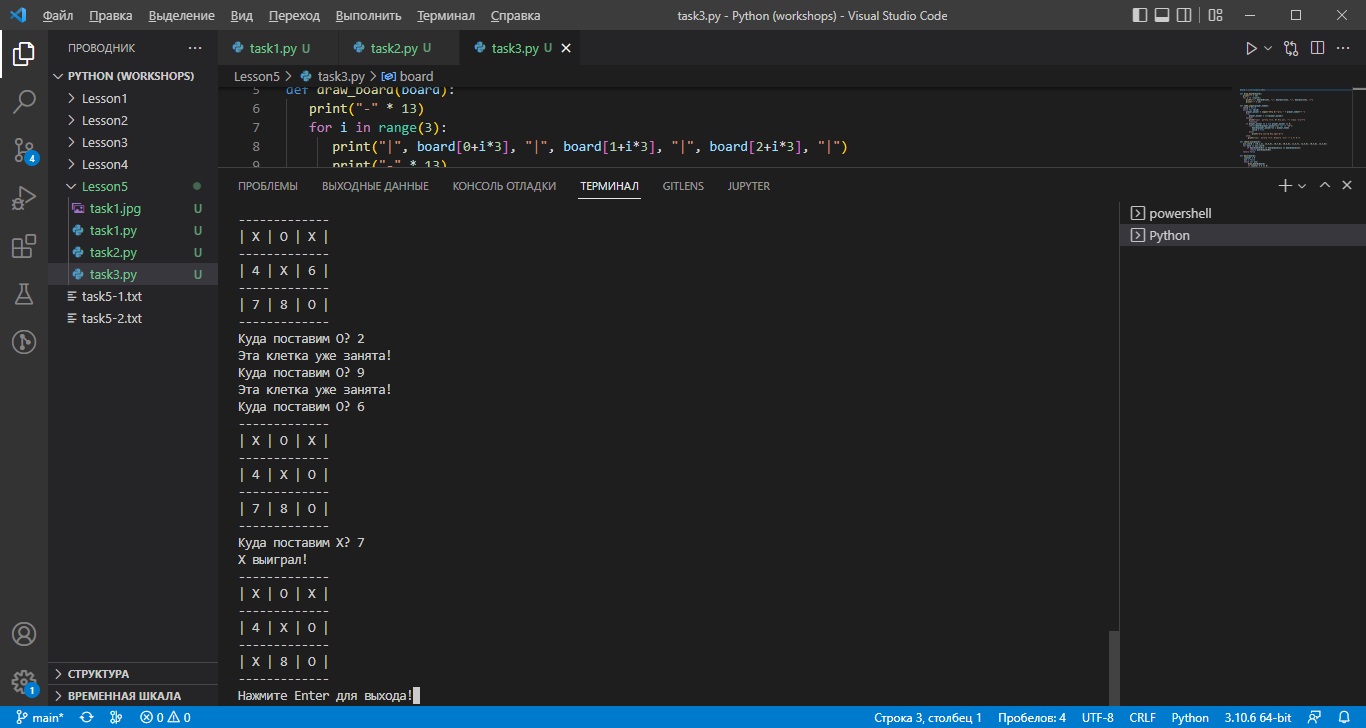 Файл Правка Выделение Вид Переход Выполнить Терминал Справка task3.py - Python (workshops) - Visual Studio Code
ПРОВОДНИК ...
PYTHON (WORKSHOPS)
Lesson1
Lesson2
Lesson3
Lesson4
Lesson5
task1.jpg U
task1.py U
task2.py U
task3.py U
task5-1.txt
task5-2.txt
СТРУКТУРА
ВРЕМЕННАЯ ШКАЛА
4
1
task1.py U task2.py U task3.py U
Lesson5 > task3.py > board
5 def draw_board(board):
6 print("-" * 13)
7 for i in range(3):
8 print("|", board[0+i*3], "|", board[1+i*3], "|", board[2+i*3], "|")
9 print("-" * 13)
ПРОБЛЕМЫ ВЫХОДНЫЕ ДАННЫЕ КОНСОЛЬ ОТЛАДКИ ТЕРМИНАЛ GITLENS JUPYTER
powershell
Python
-------------
| X | O | X |
-------------
| 4 | X | 6 |
-------------
| 7 | 8 | O |
-------------
Куда поставим O? 2
Эта клетка уже занята!
Куда поставим O? 9
Эта клетка уже занята!
Куда поставим O? 6
-------------
| X | O | X |
-------------
| 4 | X | O |
-------------
| 7 | 8 | O |
-------------
Куда поставим X? 7
X выиграл!
-------------
| X | O | X |
-------------
| 4 | X | O |
-------------
| X | 8 | O |
-------------
Нажмите Enter для выхода!
main* 0 0 Строка 3, столбец 1 Пробелов: 4 UTF-8 CRLF Python 3.10.6 64-bit